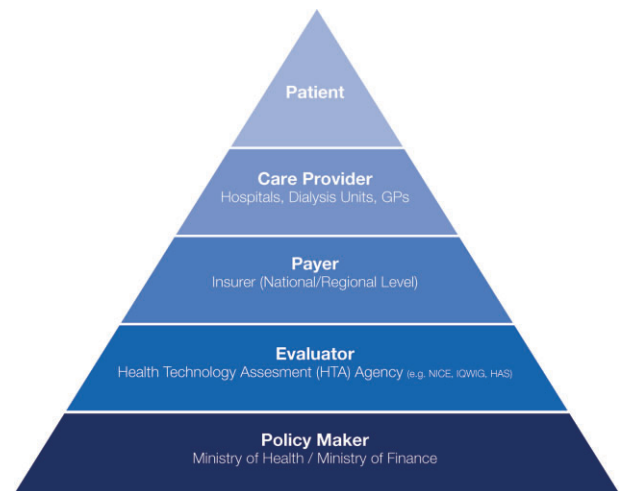 Patient
Care Provider
Hospitals, Dialysis Units, GPs
Payer
Insurer (National/Regional Level)
Evaluator
Health Technology Assesment (HTA) Agency (e.g. NICE, IQWIG, HAS)
Policy Maker
Ministry of Health / Ministry of Finance